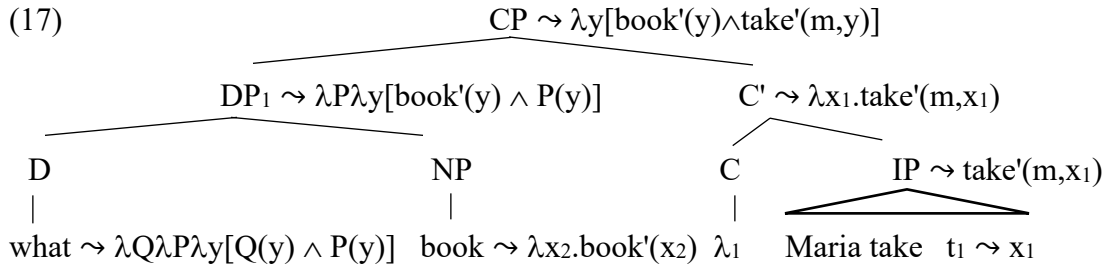 (17) CP ⤳ λy[book'(y)∧take'(m,y)]
DP₁ ⤳ λPλy[book'(y) ∧ P(y)] C' ⤳ λx₁.take'(m,x₁)
D NP C IP ⤳ take'(m,x₁)
what ⤳ λQλPλy[Q(y) ∧ P(y)] book ⤳ λx₂.book'(x₂) λ₁ Maria take t₁ ⤳ x₁